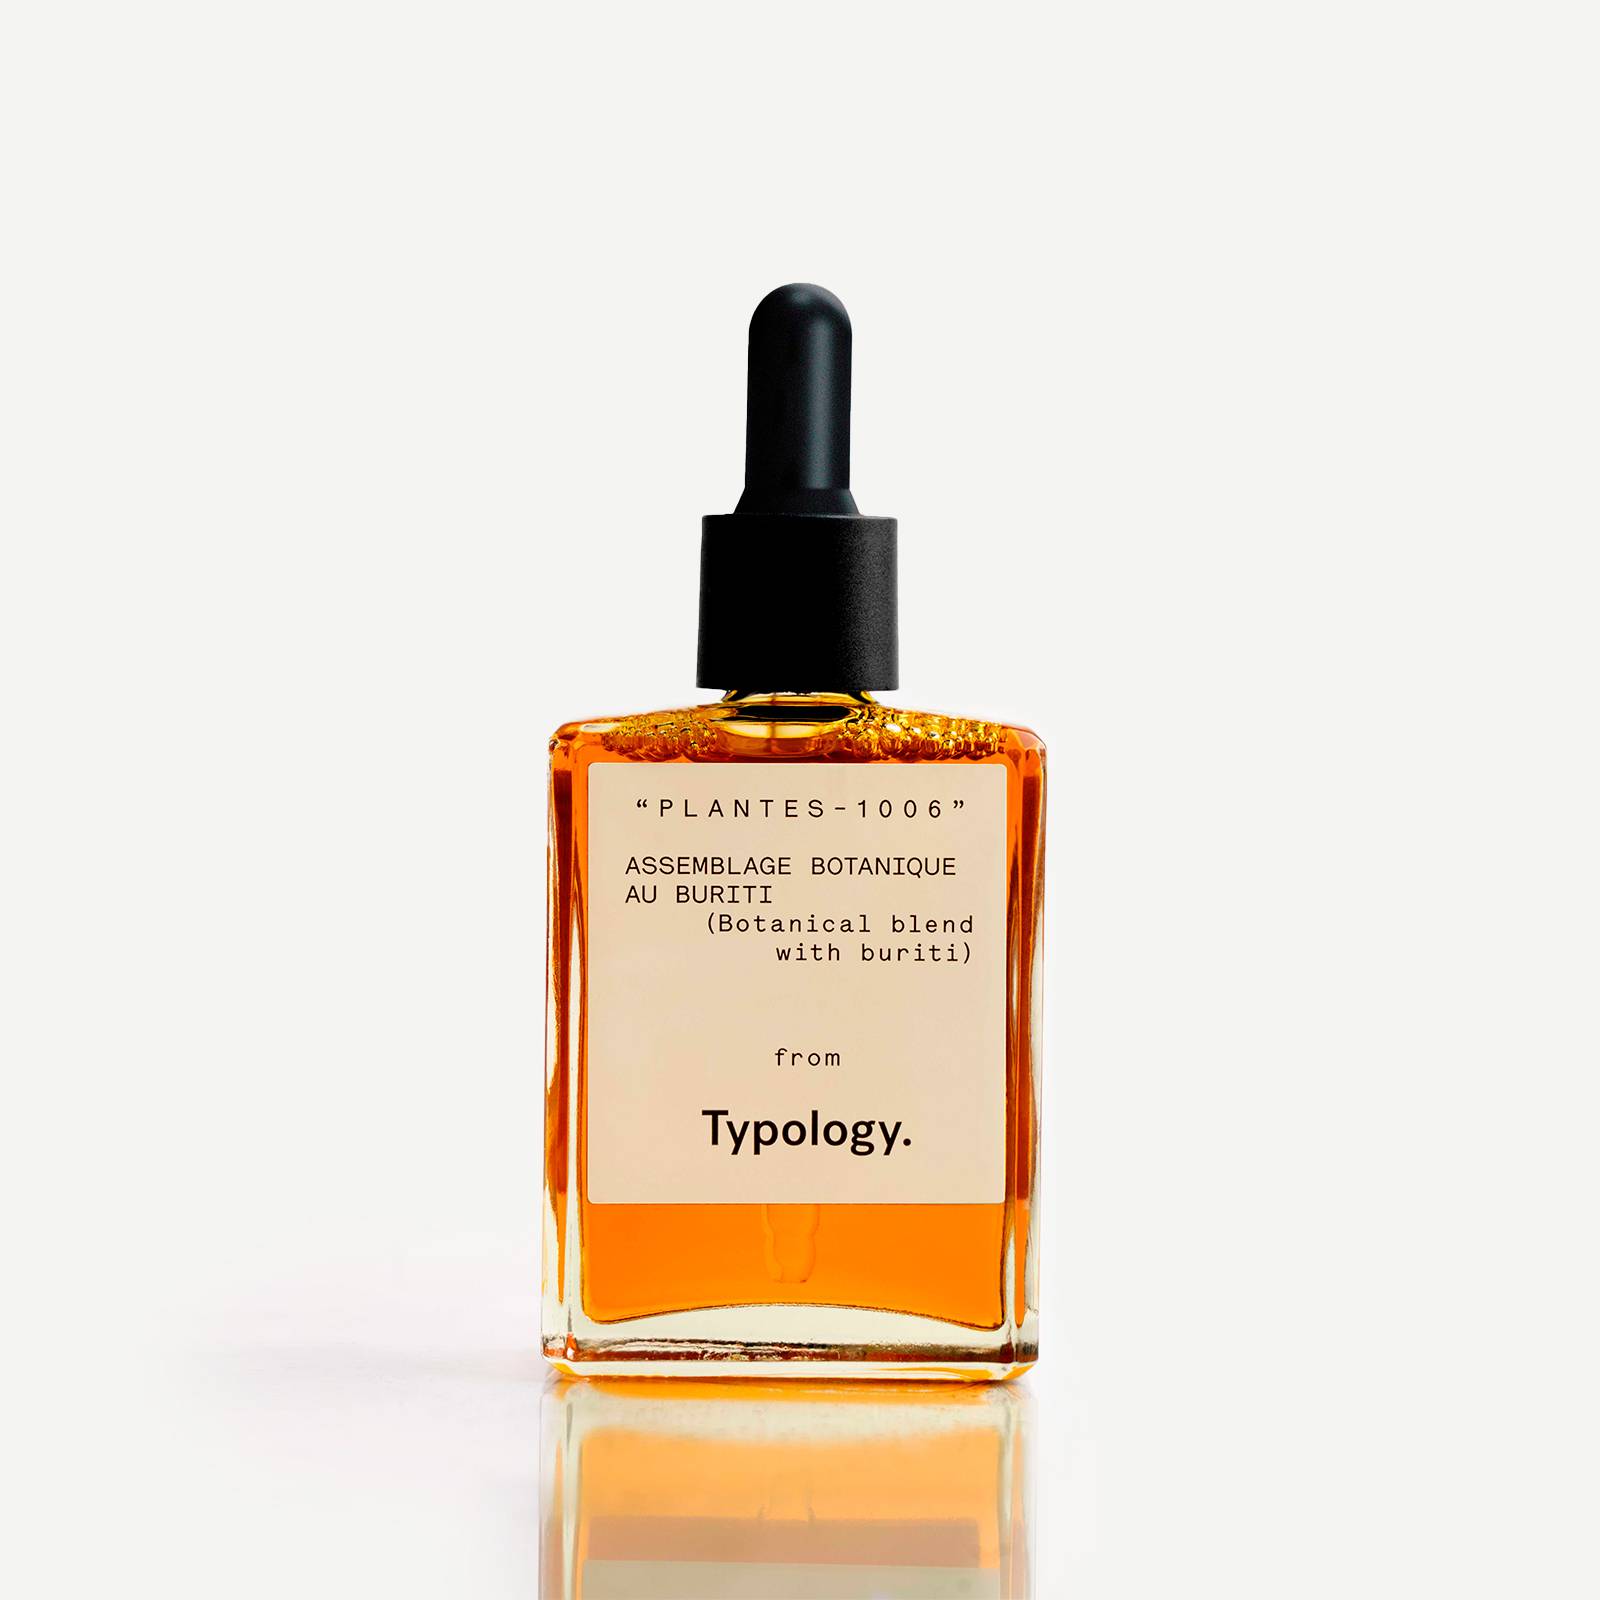 “PLANTES-1006”
ASSEMBLAGE BOTANIQUE
AU BURITI
(Botanical blend
with buriti)
from
Typology.